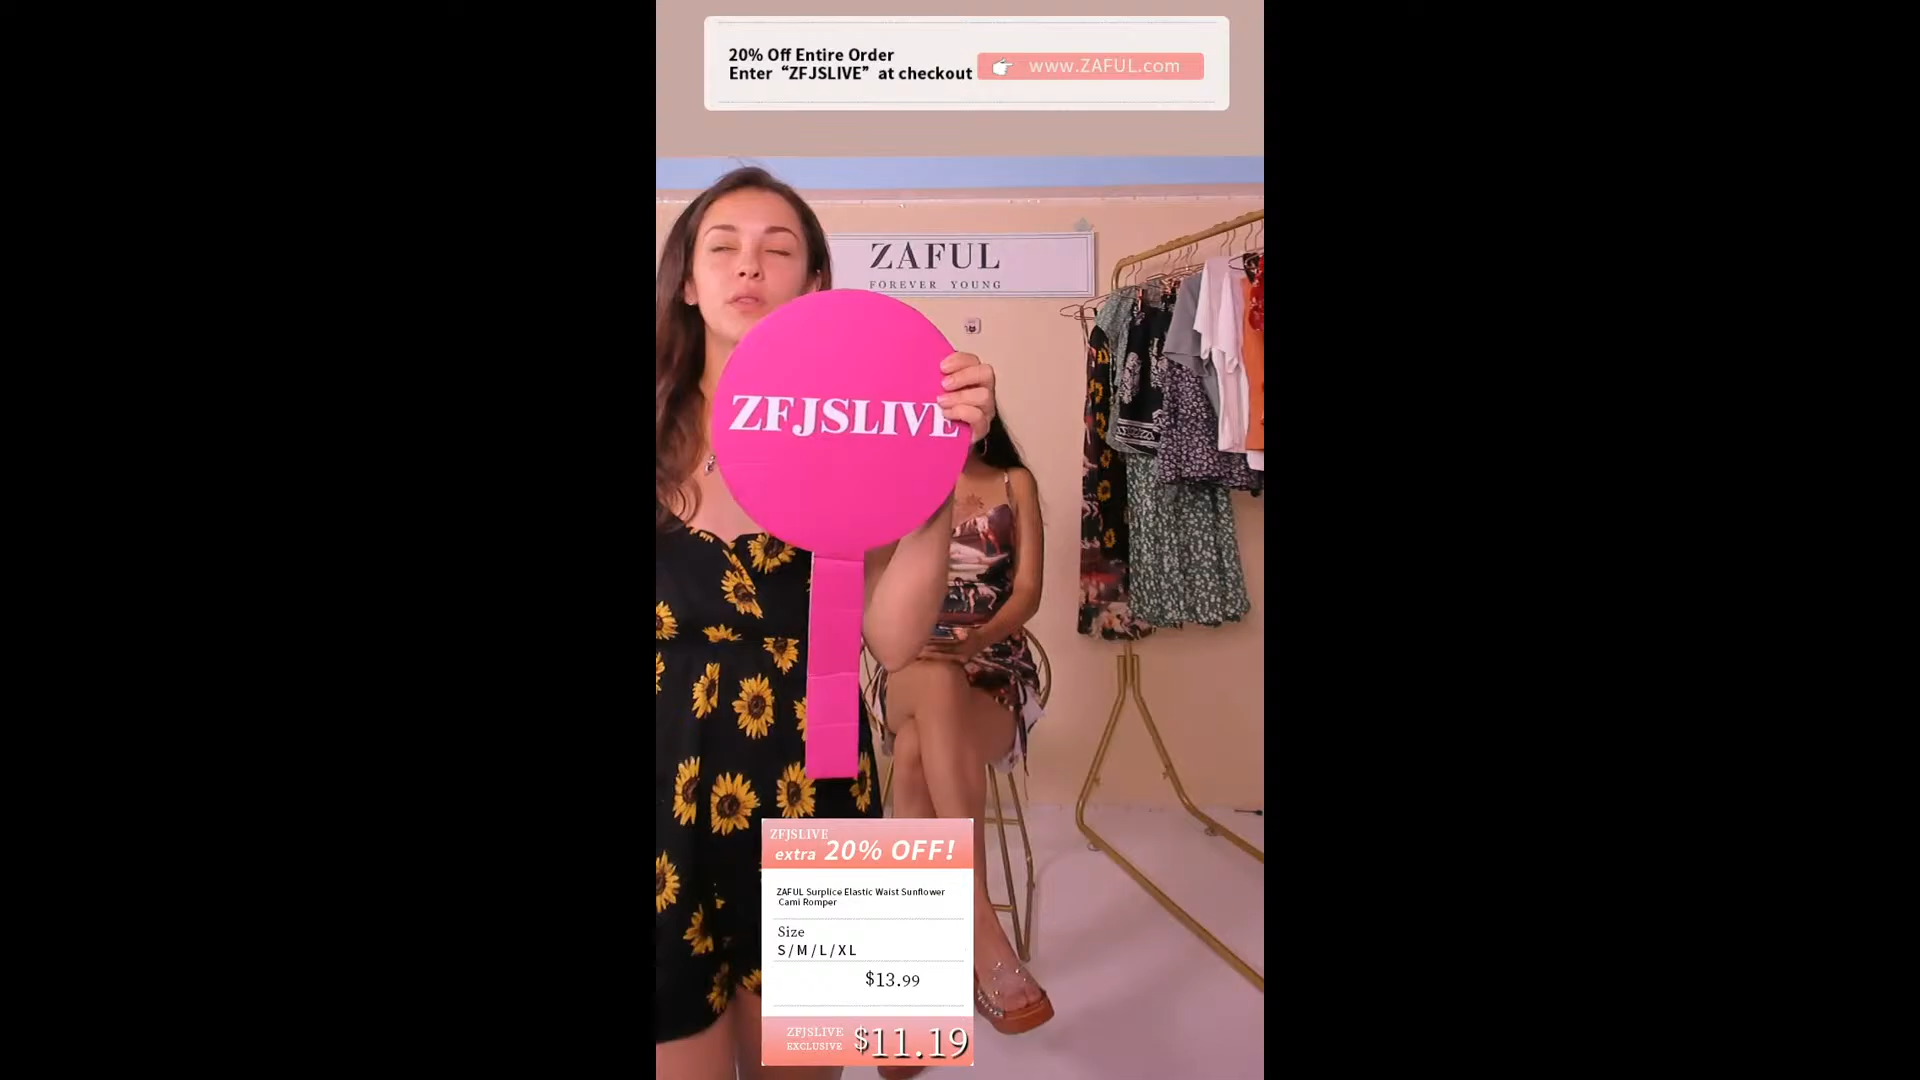 20% Off Entire Order
Enter “ZFJSLIVE” at checkout
www.ZAFUL.com
ZAFUL
FOREVER YOUNG
ZFJSLIVE
ZFJSLIVE
extra 20% OFF!
ZAFUL Surplice Elastic Waist Sunflower
Cami Romper
Size
S/M/L/XL
$13.99
ZFJSLIVE
EXCLUSIVE
$11.19